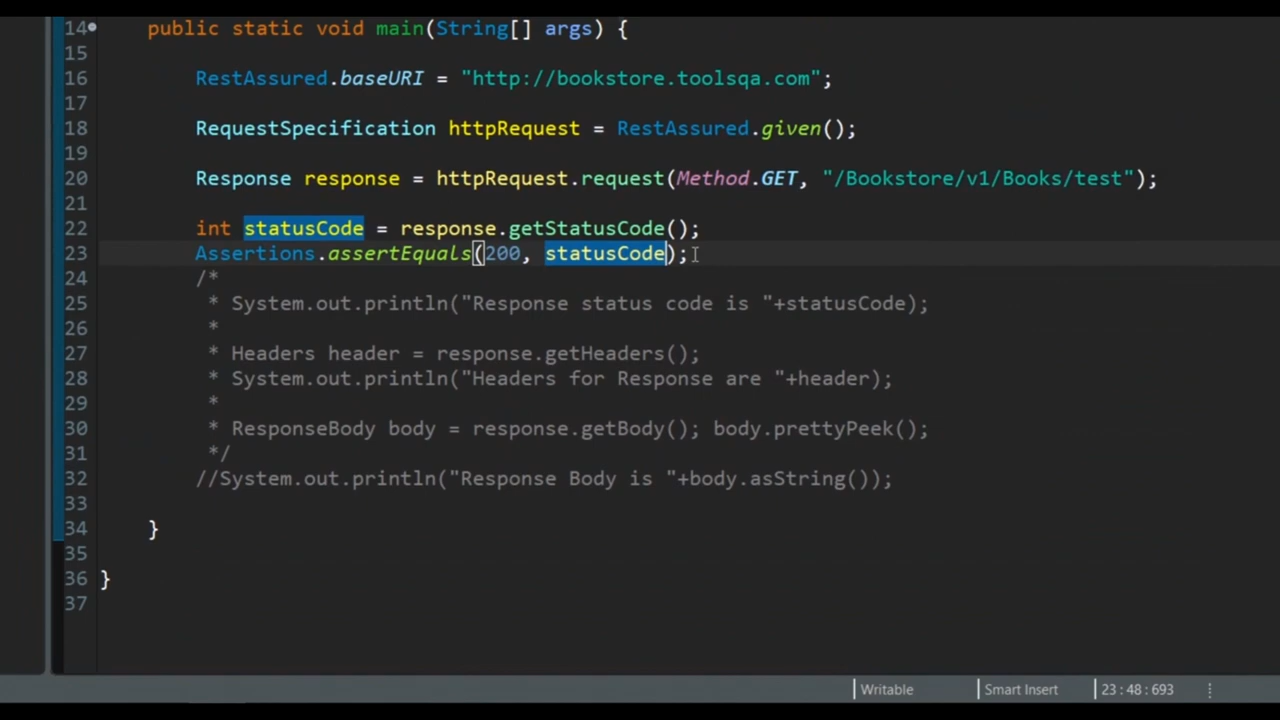 14 public static void main(String[] args) {
15
16 RestAssured.baseURI = "http://bookstore.toolsqa.com";
17
18 RequestSpecification httpRequest = RestAssured.given();
19
20 Response response = httpRequest.request(Method.GET, "/Bookstore/v1/Books/test");
21
22 int statusCode = response.getStatusCode();
23 Assertions.assertEquals(200, statusCode);
24 /*
25 * System.out.println("Response status code is "+statusCode);
26 *
27 * Headers header = response.getHeaders();
28 * System.out.println("Headers for Response are "+header);
29 *
30 * ResponseBody body = response.getBody(); body.prettyPeek();
31 */
32 //System.out.println("Response Body is "+body.asString());
33
34 }
35
36 }
37
Writable Smart Insert 23 : 48 : 693